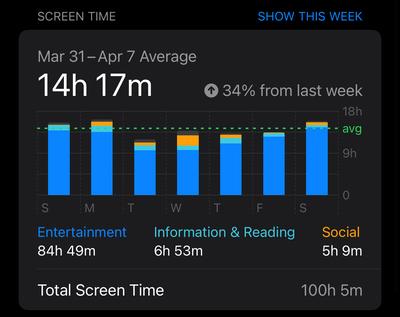 SCREEN TIME SHOW THIS WEEK
Mar 31–Apr 7 Average
14h 17m 34% from last week
18h
avg
9h
0
S M T W T F S
Entertainment Information & Reading Social
84h 49m 6h 53m 5h 9m
Total Screen Time 100h 5m